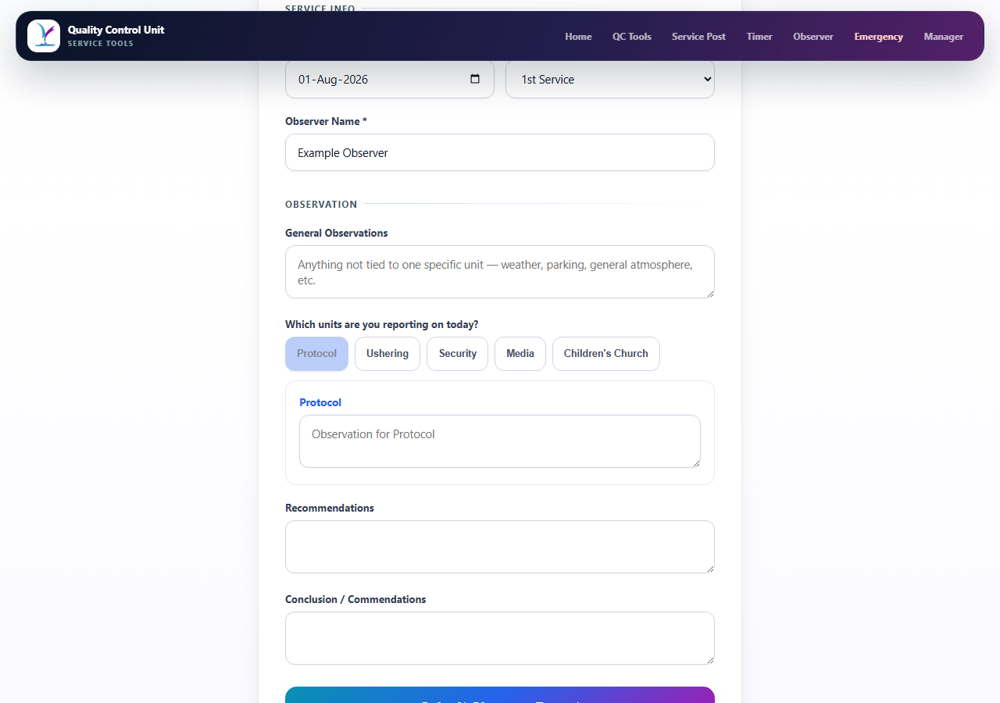 SERVICE INFO
Quality Control Unit
SERVICE TOOLS
Home
QC Tools
Service Post
Timer
Observer
Emergency
Manager
01-Aug-2026
1st Service
Observer Name *
Example Observer
OBSERVATION
General Observations
Anything not tied to one specific unit — weather, parking, general atmosphere,
etc.
Which units are you reporting on today?
Protocol
Ushering
Security
Media
Children's Church
Protocol
Observation for Protocol
Recommendations
Conclusion / Commendations